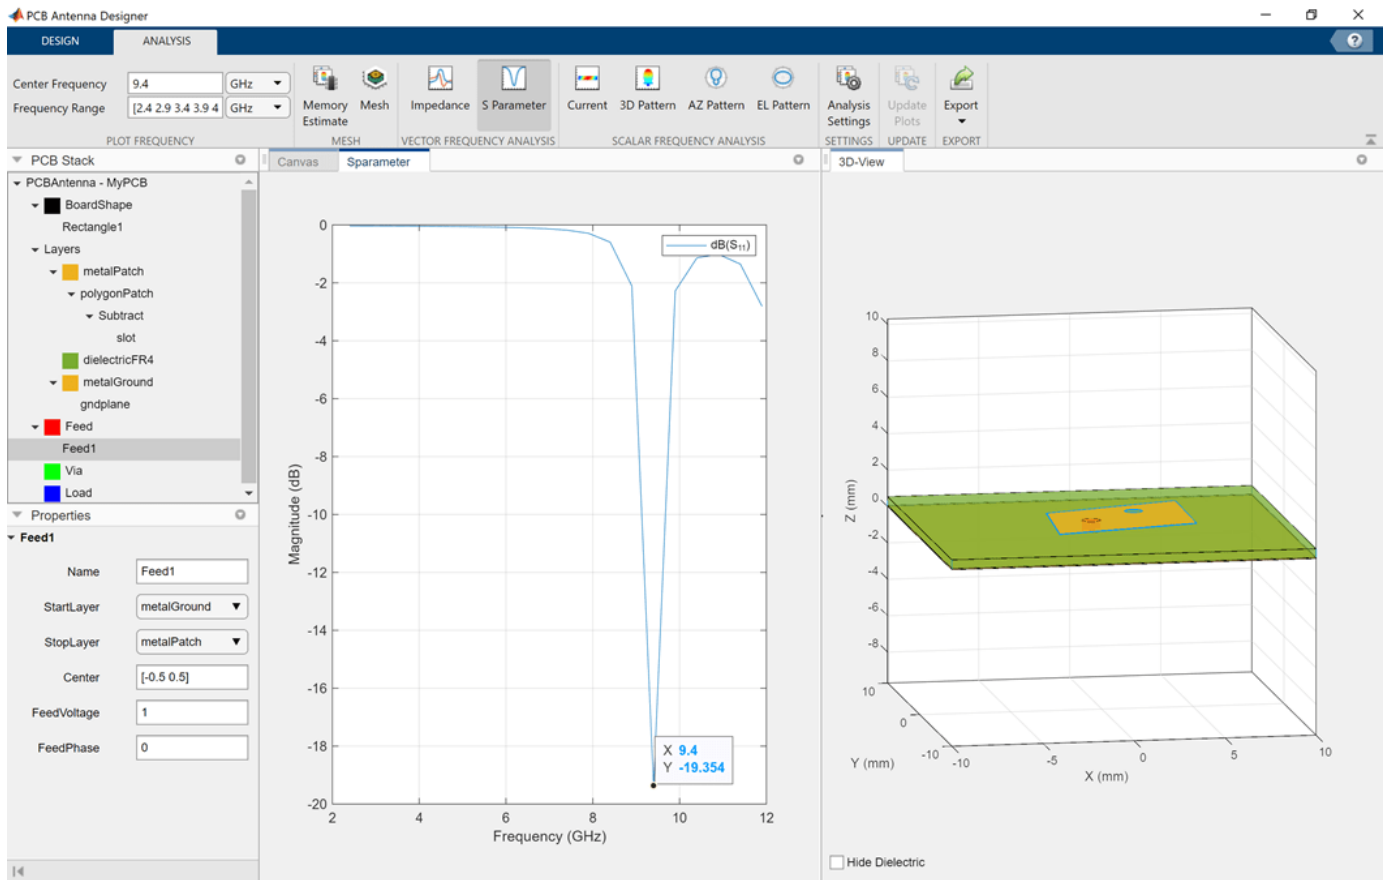 PCB Antenna Designer
DESIGN ANALYSIS
?
Center Frequency 9.4 GHz
Frequency Range [2.4 2.9 3.4 3.9 4 GHz
PLOT FREQUENCY
Memory Estimate
Mesh
MESH
Impedance
S Parameter
VECTOR FREQUENCY ANALYSIS
Current
3D Pattern
AZ Pattern
EL Pattern
SCALAR FREQUENCY ANALYSIS
Analysis Settings
SETTINGS
Update Plots
UPDATE
Export
EXPORT
PCB Stack
PCBAntenna - MyPCB
BoardShape
Rectangle1
Layers
metalPatch
polygonPatch
Subtract
slot
dielectricFR4
metalGround
gndplane
Feed
Feed1
Via
Load
Properties
Feed1
Name Feed1
StartLayer metalGround
StopLayer metalPatch
Center [-0.5 0.5]
FeedVoltage 1
FeedPhase 0
Canvas Sparameter
dB(S11)
0
-2
-4
-6
-8
-10
-12
-14
-16
-18
-20
Magnitude (dB)
X 9.4
Y -19.354
2 4 6 8 10 12
Frequency (GHz)
3D-View
10
8
6
4
2
0
-2
-4
-6
-8
Z (mm)
10
0
-10
Y (mm)
-10 -5 0 5 10
X (mm)
Hide Dielectric